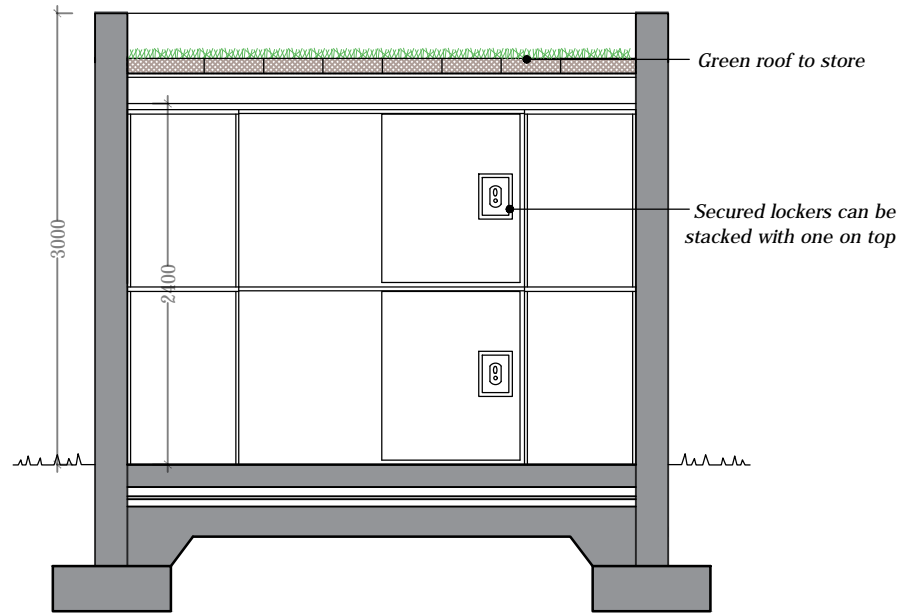 Green roof to store
3000
Secured lockers can be
stacked with one on top
2400